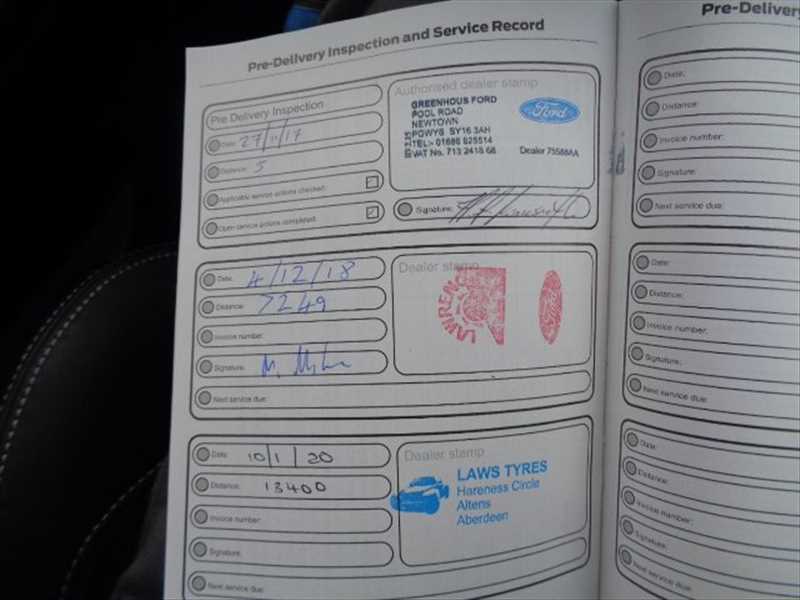 Pre-Delivery Inspection and Service Record
Pre Delivery Inspection
Date: 27/11/17
Distance: 5
Applicable service actions checked:
Open service actions completed:
Authorised dealer stamp
GREENHOUS FORD
POOL ROAD
NEWTOWN
POWYS SY16 3AH
TEL:- 01686 625514
VAT No. 713 2418 68
Ford
Dealer 75588AA
Signature:
Date: 4/12/18
Distance: 7249
Invoice number:
Signature:
Next service due:
Dealer stamp
Ford
Date: 10/1/20
Distance: 13400
Invoice number:
Signature:
Next service due:
Dealer stamp
LAWS TYRES
Hareness Circle
Altens
Aberdeen
Date:
Distance:
Invoice number:
Signature:
Next service due:
Date:
Distance:
Invoice number:
Signature:
Next service due:
Date:
Distance:
Invoice number:
Signature:
Next service due: